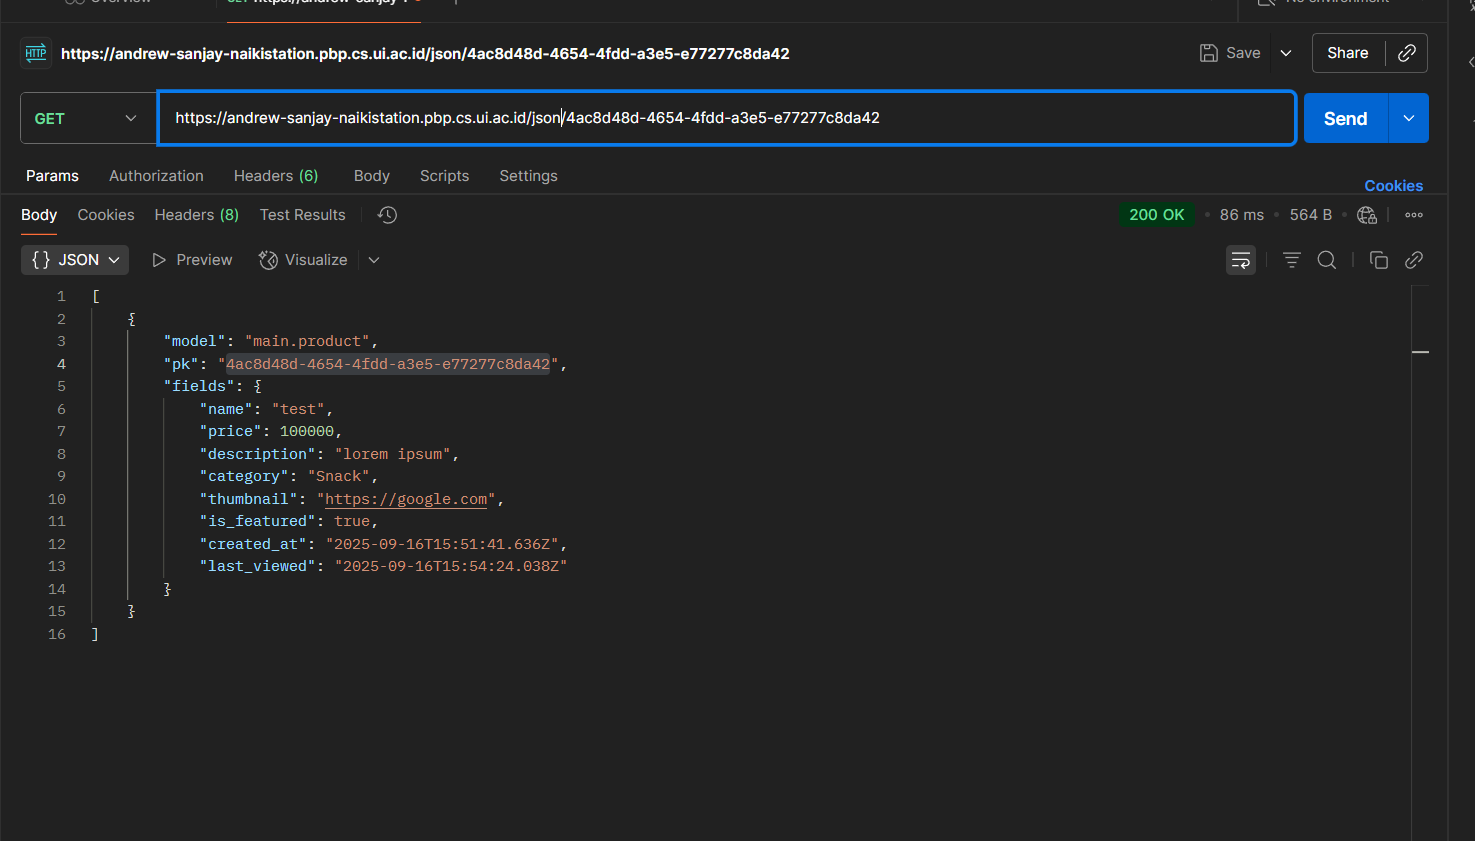 Overview GET https://andrew-sanjay- No environment
HTTP https://andrew-sanjay-naikistation.pbp.cs.ui.ac.id/json/4ac8d48d-4654-4fdd-a3e5-e77277c8da42 Save Share
GET https://andrew-sanjay-naikistation.pbp.cs.ui.ac.id/json/4ac8d48d-4654-4fdd-a3e5-e77277c8da42 Send
Params Authorization Headers (6) Body Scripts Settings Cookies
Body Cookies Headers (8) Test Results 200 OK • 86 ms • 564 B •
{} JSON Preview Visualize
1 [
2 {
3 "model": "main.product",
4 "pk": "4ac8d48d-4654-4fdd-a3e5-e77277c8da42",
5 "fields": {
6 "name": "test",
7 "price": 100000,
8 "description": "lorem ipsum",
9 "category": "Snack",
10 "thumbnail": "https://google.com",
11 "is_featured": true,
12 "created_at": "2025-09-16T15:51:41.636Z",
13 "last_viewed": "2025-09-16T15:54:24.038Z"
14 }
15 }
16 ]